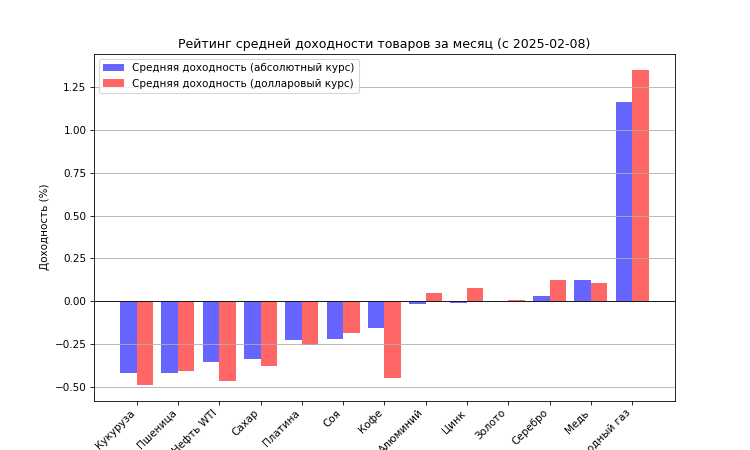 Рейтинг средней доходности товаров за месяц (с 2025-02-08)
Средняя доходность (абсолютный курс)
Средняя доходность (долларовый курс)
Доходность (%)
1.25
1.00
0.75
0.50
0.25
0.00
−0.25
−0.50
Кукуруза
Пшеница
Нефть WTI
Сахар
Платина
Соя
Кофе
Алюминий
Цинк
Золото
Серебро
Медь
газ